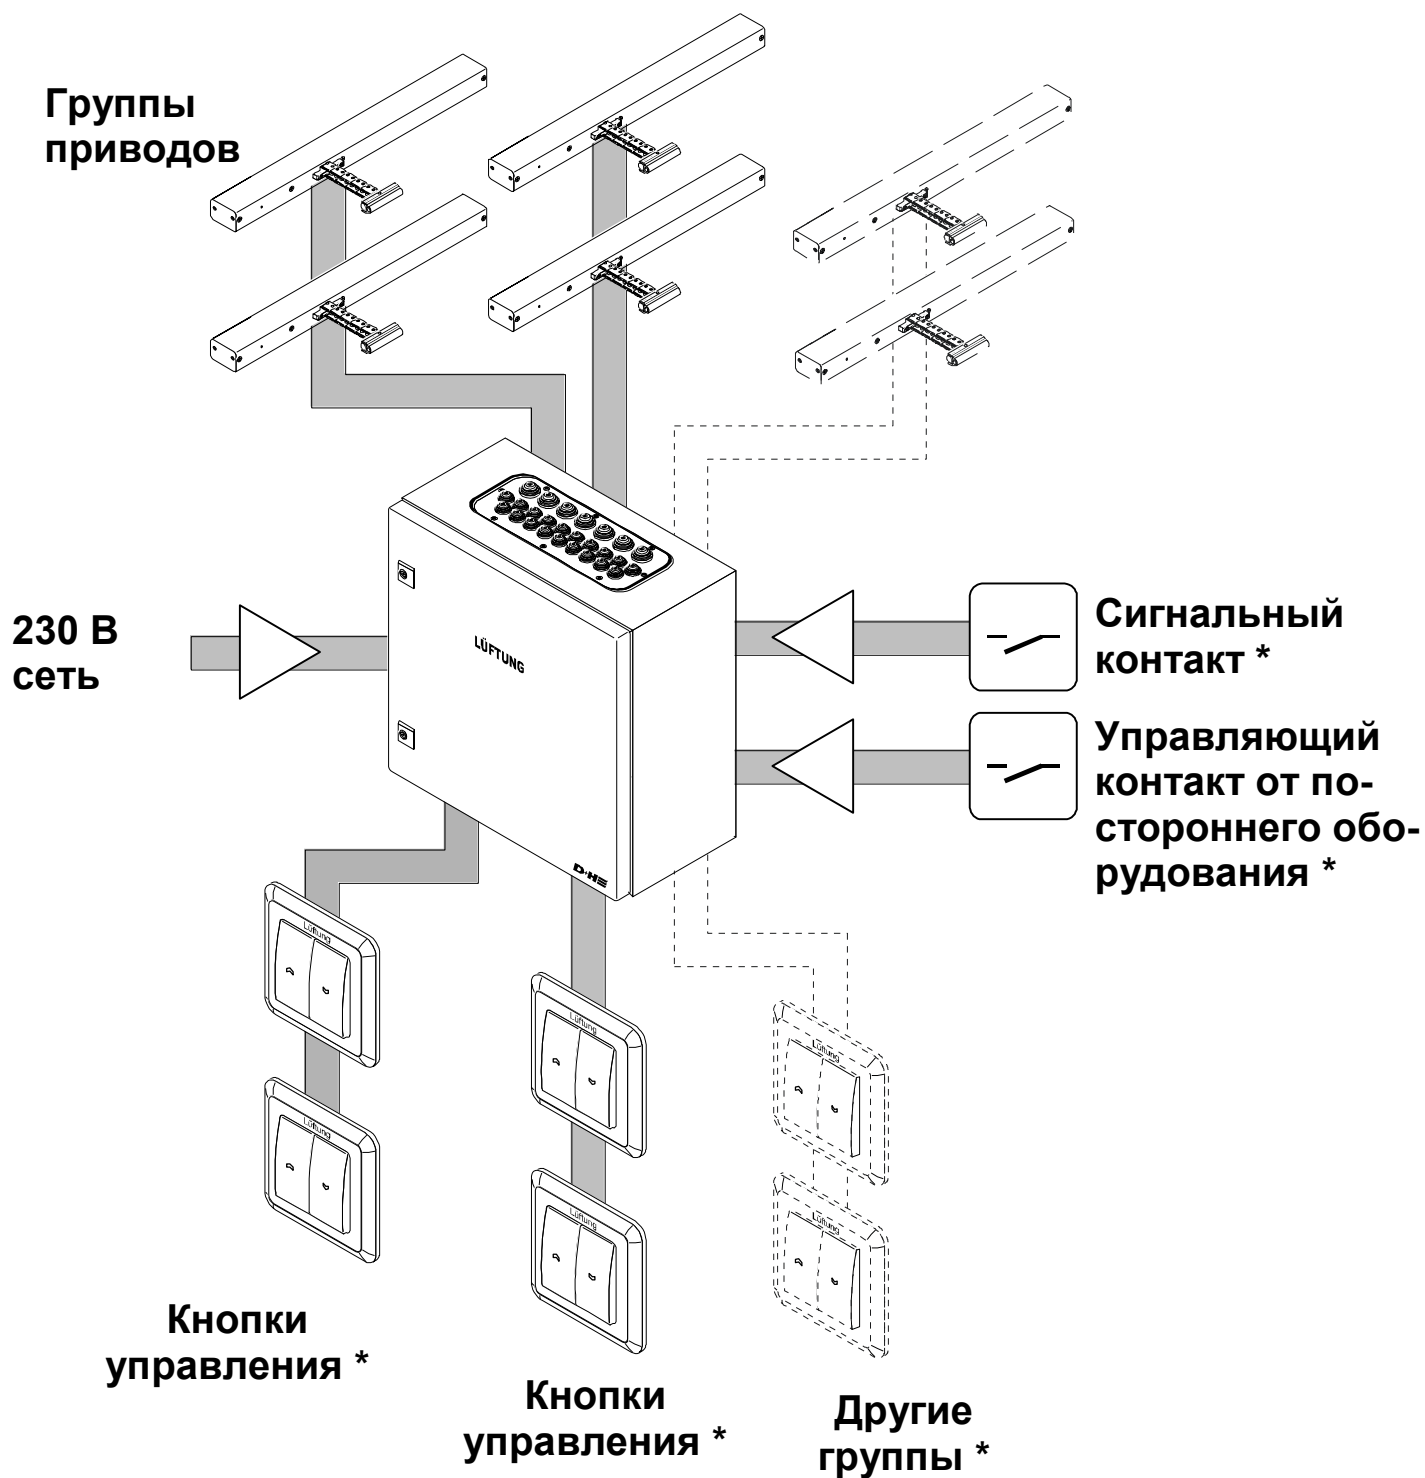 Группы
приводов
230 В
сеть
LÜFTUNG
D+H
Сигнальный
контакт *
Управляющий
контакт от по-
стороннего обо-
рудования *
Lüftung
Lüftung
Lüftung
Lüftung
Lüftung
Lüftung
Кнопки
управления *
Кнопки
управления *
Другие
группы *